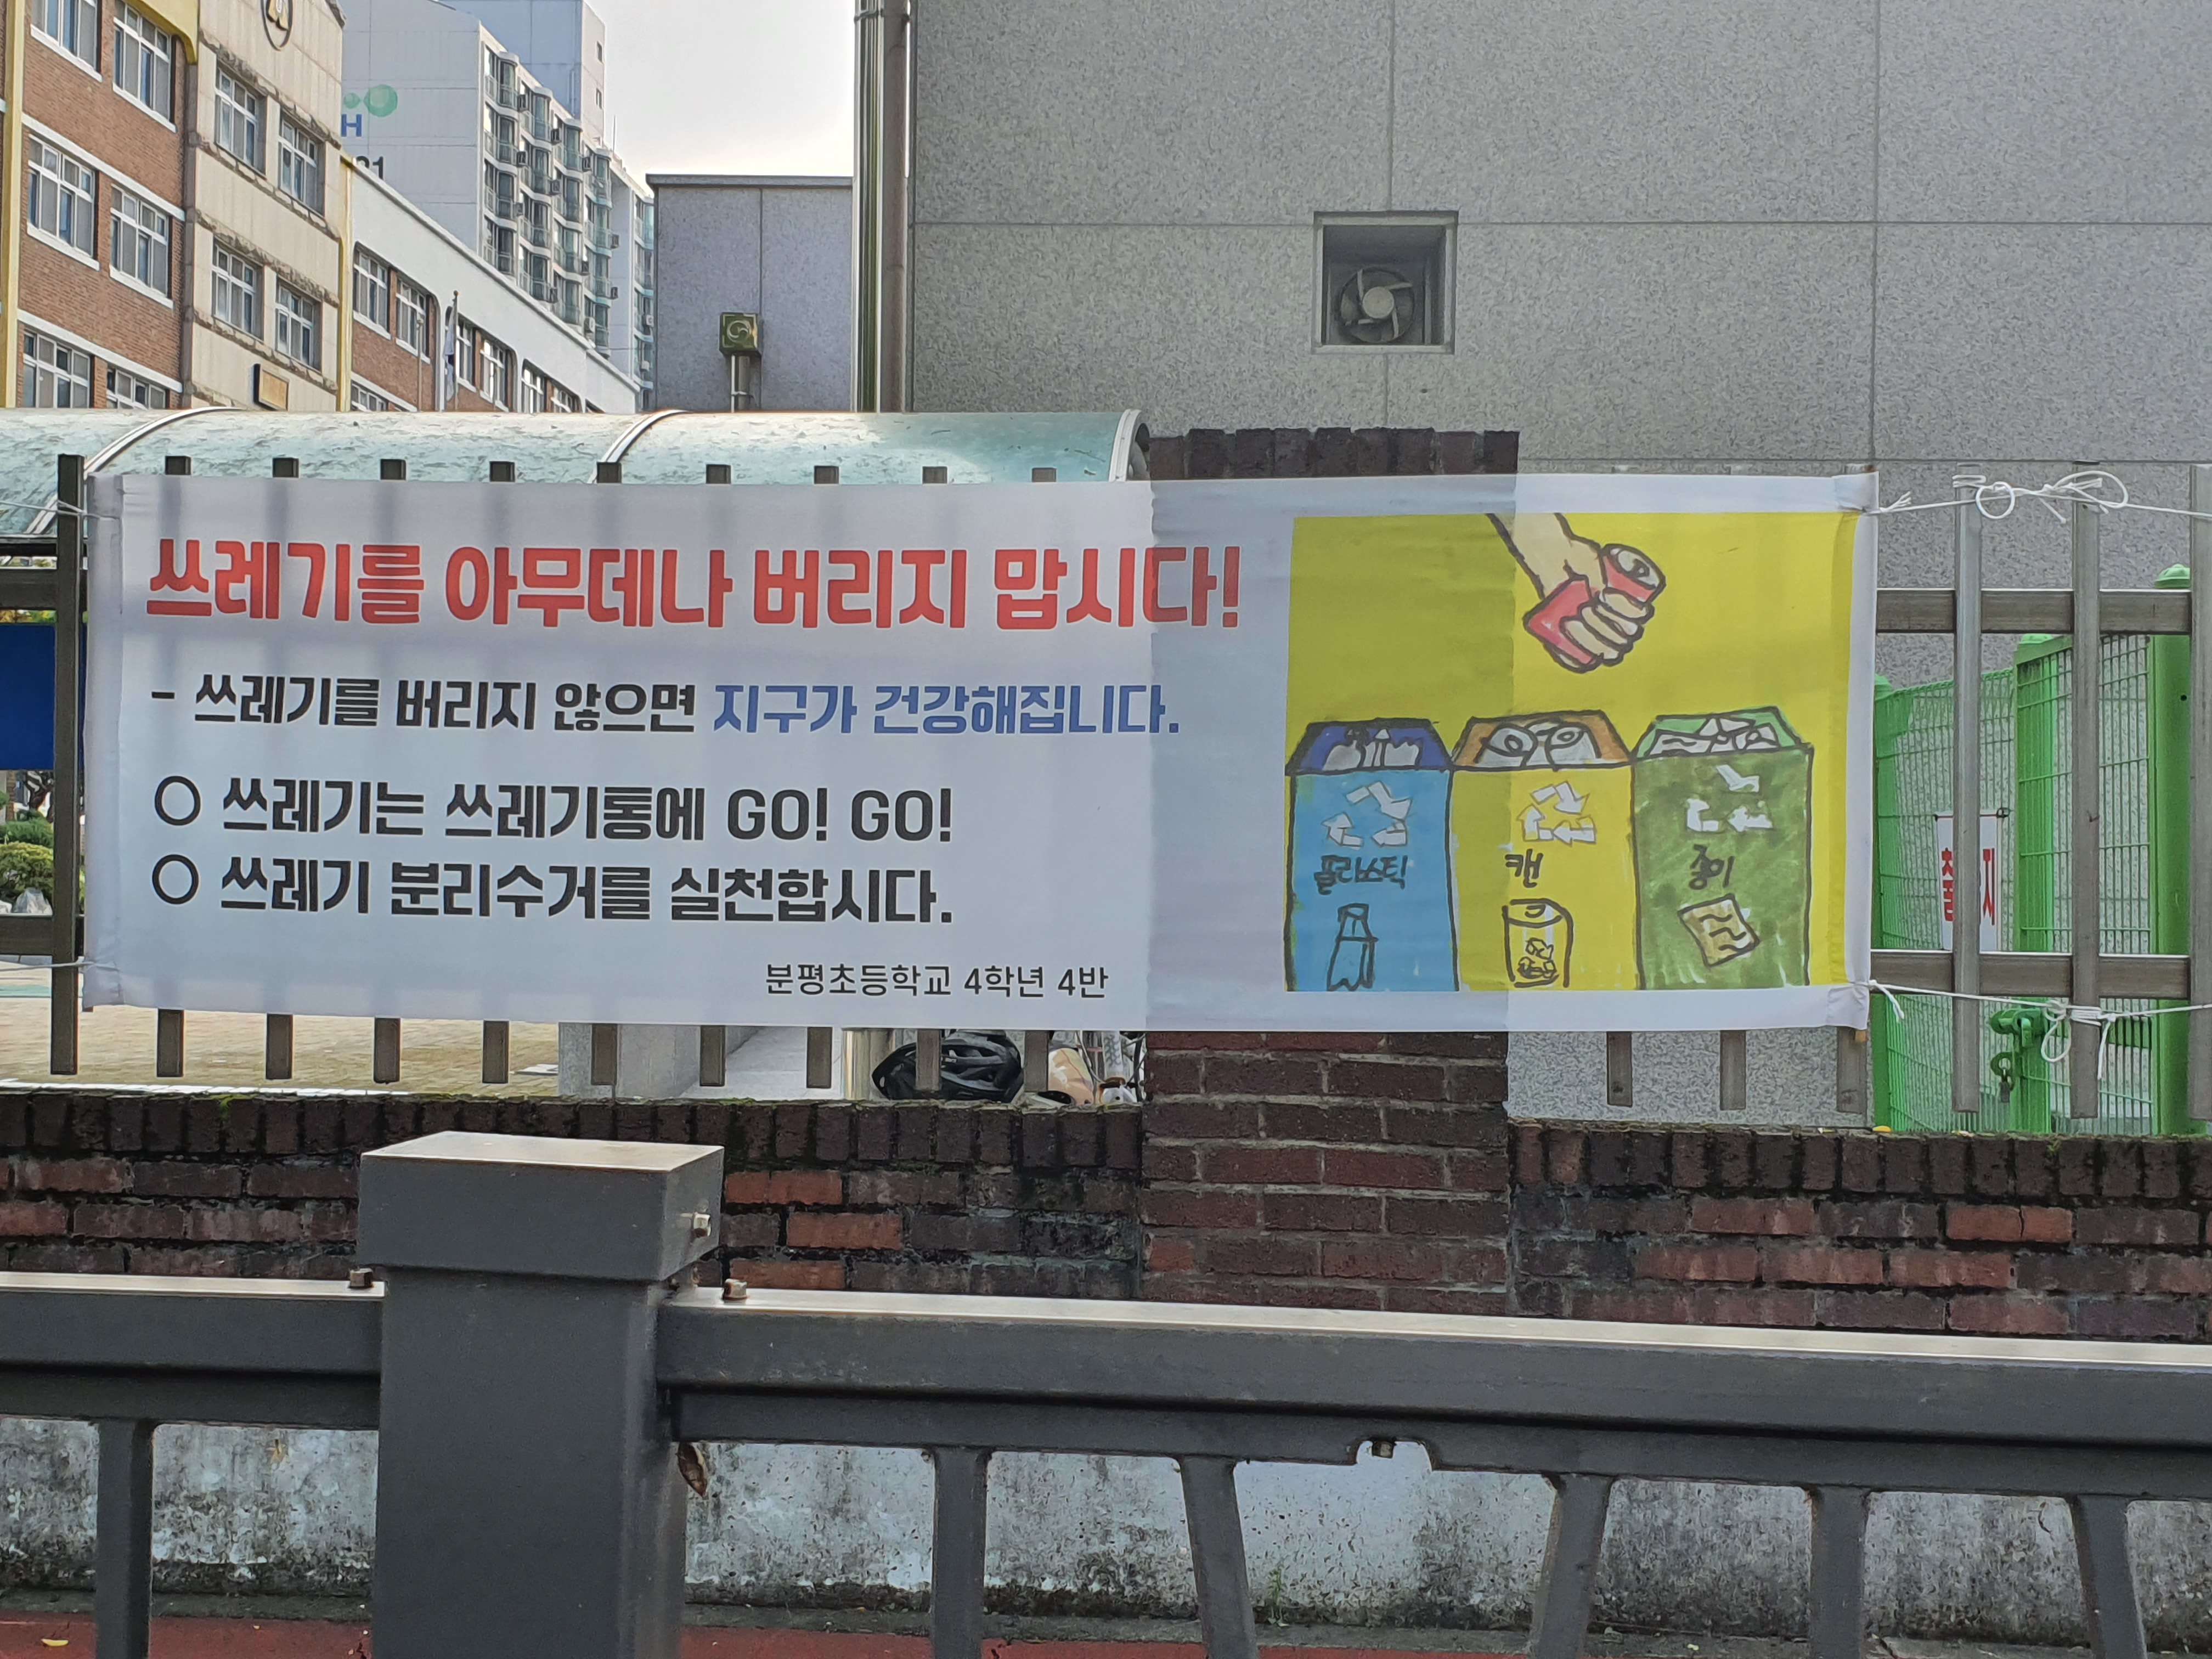 쓰레기를 아무데나 버리지 맙시다!
- 쓰레기를 버리지 않으면 지구가 건강해집니다.
○ 쓰레기는 쓰레기통에 GO! GO!
○ 쓰레기 분리수거를 실천합시다.
분평초등학교 4학년 4반
플라스틱
캔
종이
H